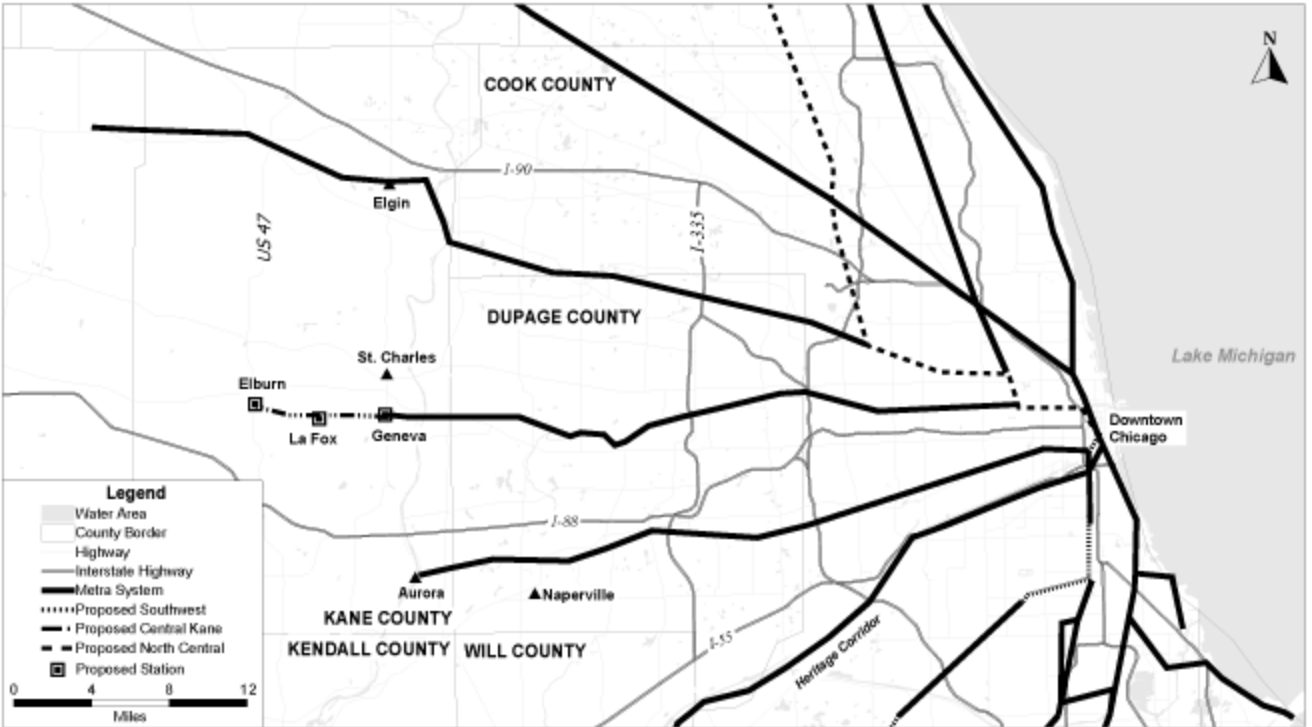 N
COOK COUNTY
I-90
Elgin
US 47
I-335
DUPAGE COUNTY
St. Charles
Lake Michigan
Elburn
La Fox
Geneva
Downtown
Chicago
Legend
Water Area
County Border
Highway
Interstate Highway
Metra System
Proposed Southwest
Proposed Central Kane
Proposed North Central
Proposed Station
0 4 8 12
Miles
I-88
Aurora
Naperville
KANE COUNTY
KENDALL COUNTY
WILL COUNTY
I-55
Heritage Corridor